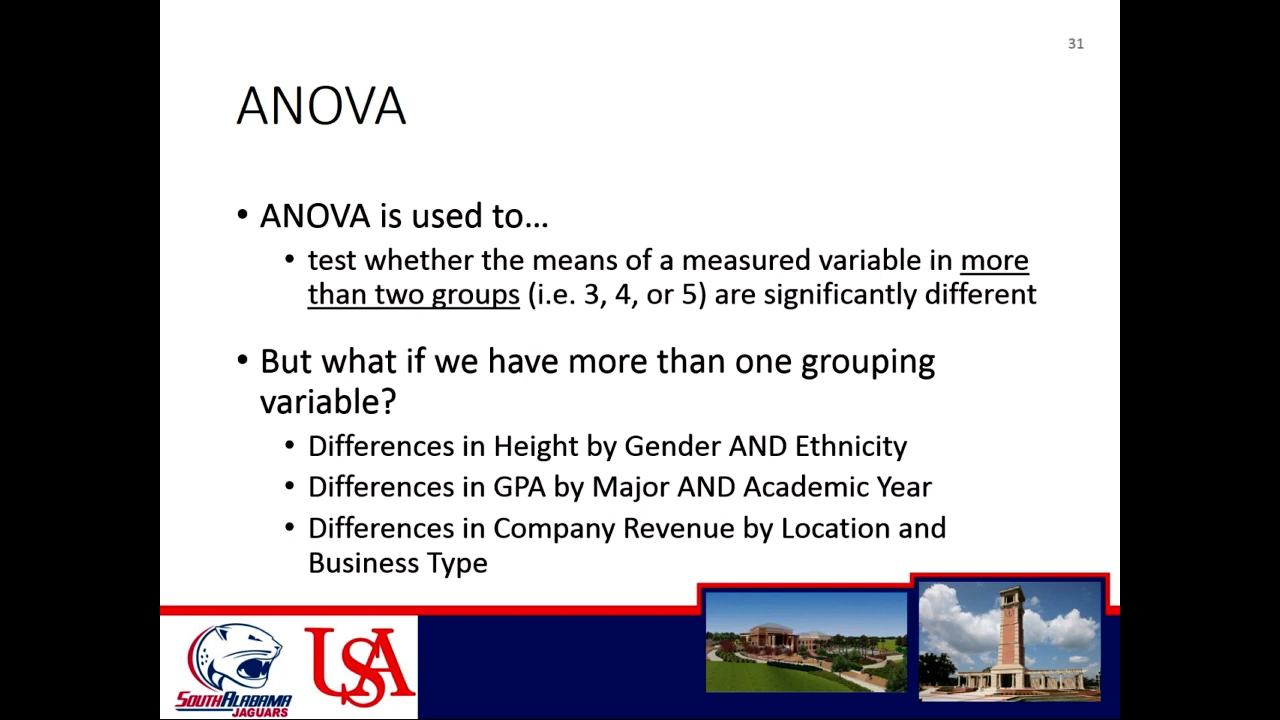 31
ANOVA
• ANOVA is used to…
• test whether the means of a measured variable in more
than two groups (i.e. 3, 4, or 5) are significantly different
• But what if we have more than one grouping
variable?
• Differences in Height by Gender AND Ethnicity
• Differences in GPA by Major AND Academic Year
• Differences in Company Revenue by Location and
Business Type
SOUTH ALABAMA
JAGUARS
USA